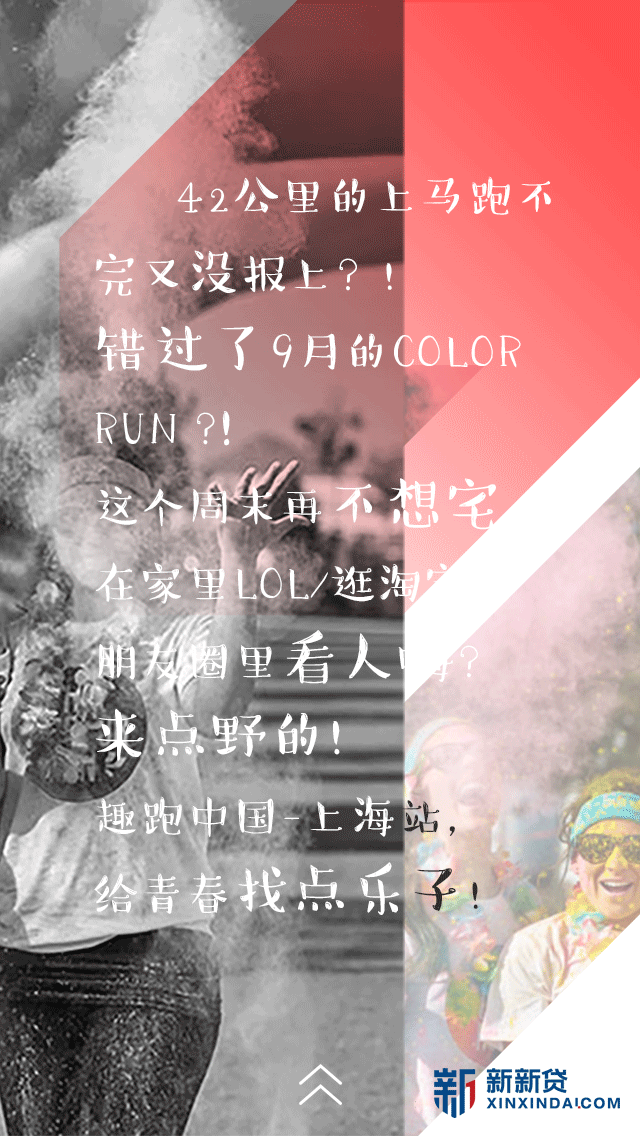 42公里的上马跑不
完又没报上？！
错过了9月的COLOR
RUN ?!
这个周末再不想宅
在家里LOL/逛淘宝
朋友圈里看人嗨?
来点野的!
趣跑中国-上海站,
给青春找点乐子!
新新贷
XINXINDAI.COM